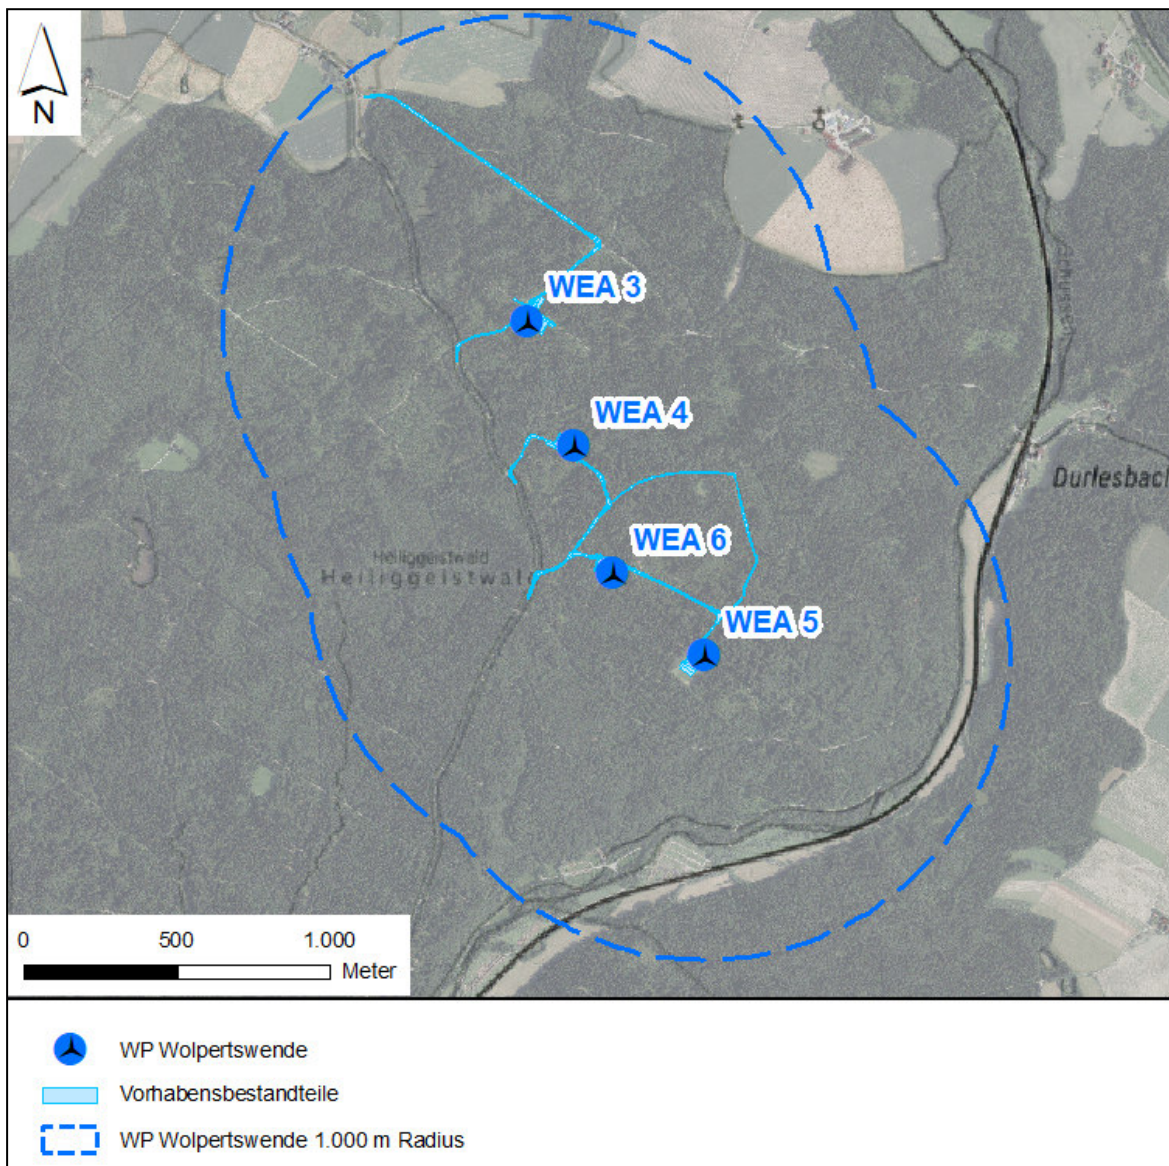 N
WEA 3
WEA 4
Durlesbach
WEA 6
Heiliggeistwald
Heiliggeistwald
WEA 5
0 500 1.000
Meter
WP Wolpertswende
Vorhabensbestandteile
WP Wolpertswende 1.000 m Radius